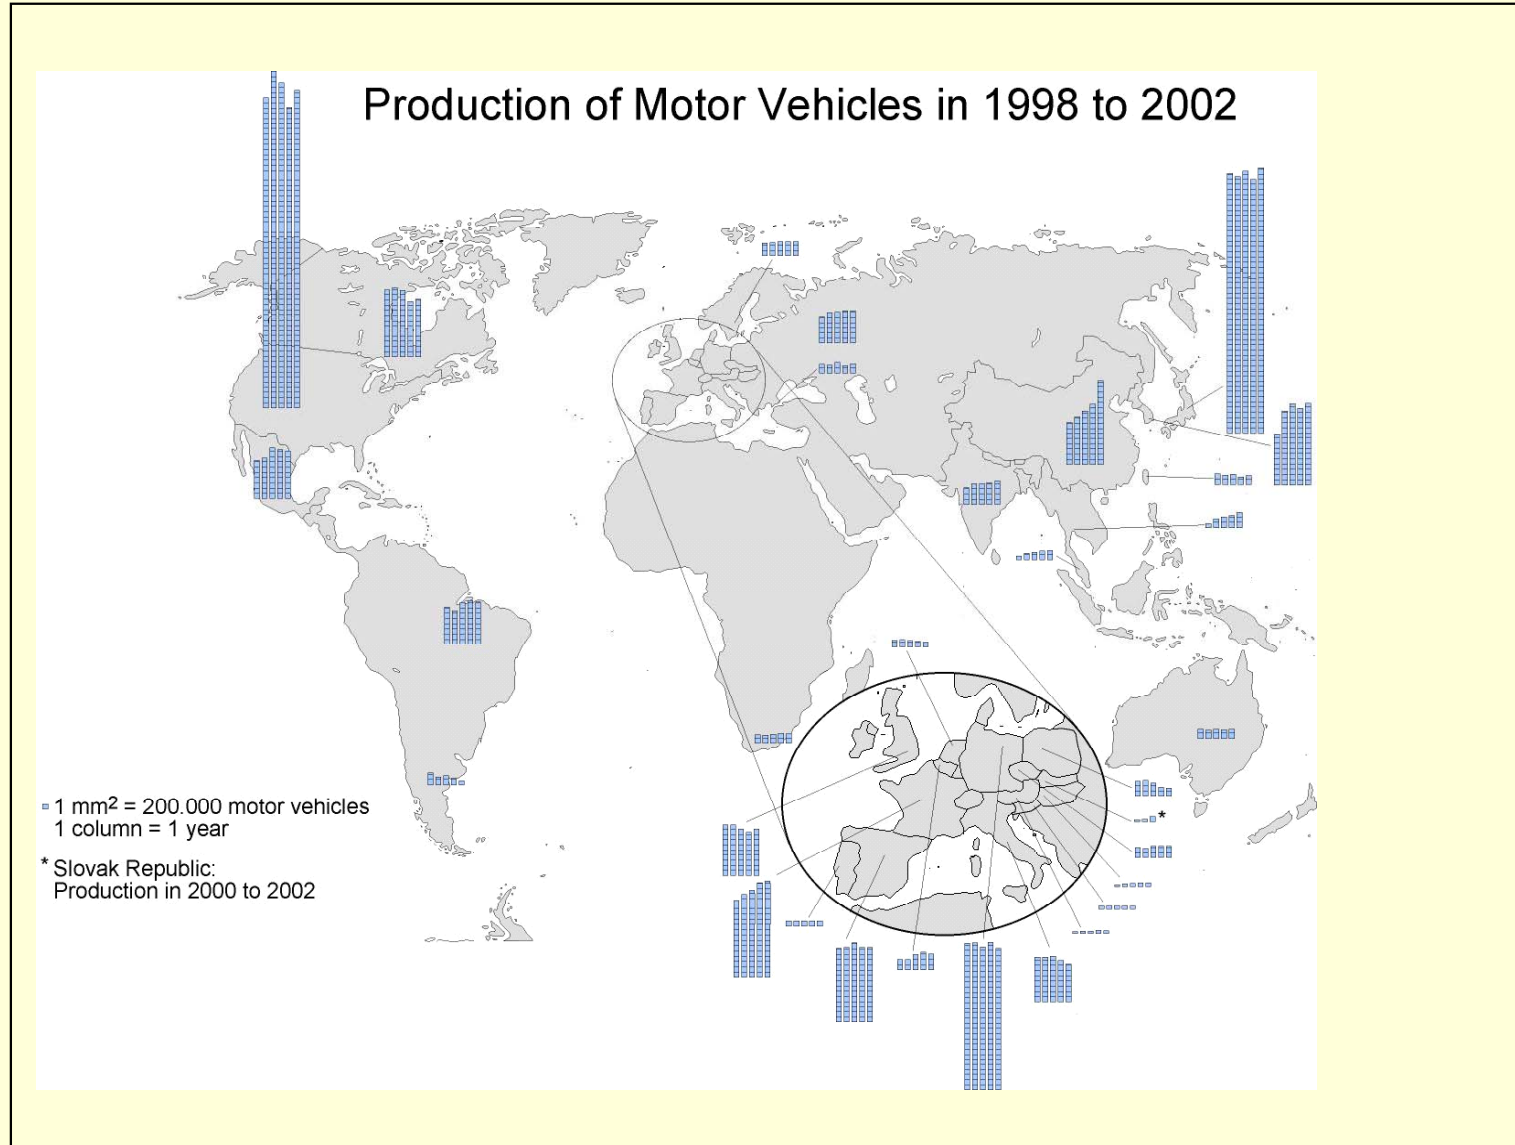 Production of Motor Vehicles in 1998 to 2002
1 mm² = 200.000 motor vehicles
1 column = 1 year
* Slovak Republic:
Production in 2000 to 2002
*